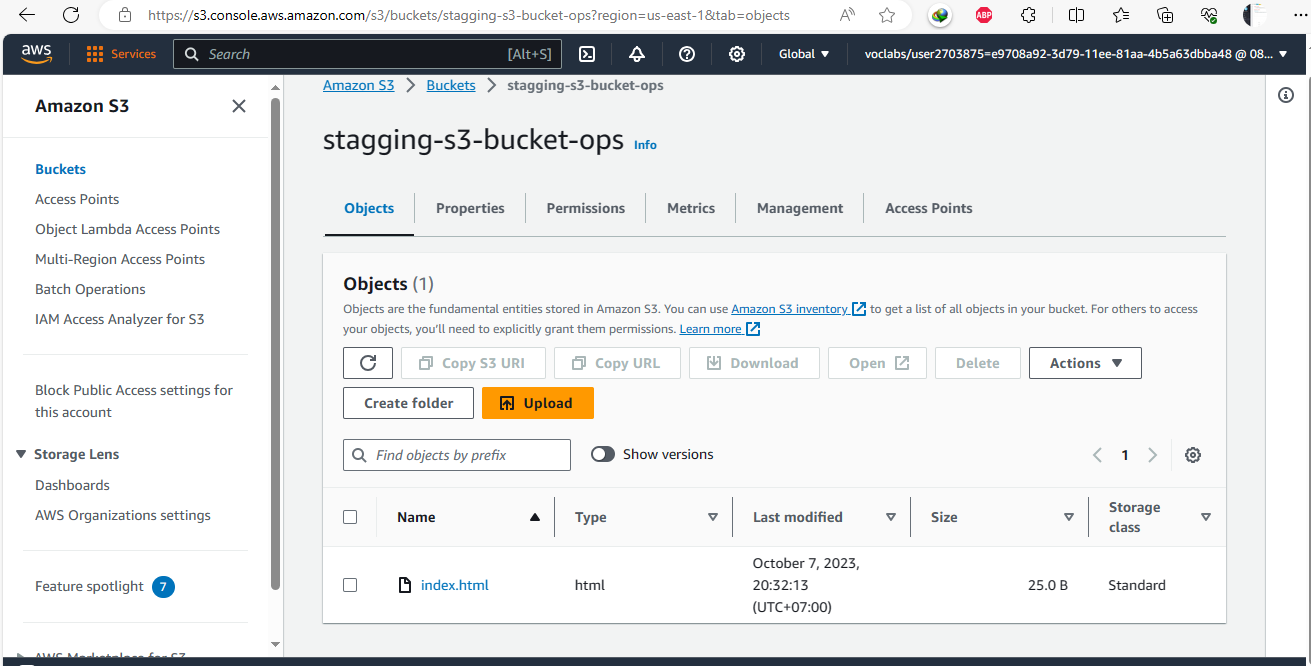 https://s3.console.aws.amazon.com/s3/buckets/stagging-s3-bucket-ops?region=us-east-1&tab=objects
ABP
aws
Services
Search
[Alt+S]
Global
voclabs/user2703875=e9708a92-3d79-11ee-81aa-4b5a63dbba48 @ 08...
Amazon S3
Buckets
Access Points
Object Lambda Access Points
Multi-Region Access Points
Batch Operations
IAM Access Analyzer for S3
Block Public Access settings for
this account
Storage Lens
Dashboards
AWS Organizations settings
Feature spotlight 7
AWS Marketplace for S3
Amazon S3 > Buckets > stagging-s3-bucket-ops
stagging-s3-bucket-ops Info
Objects
Properties
Permissions
Metrics
Management
Access Points
Objects (1)
Objects are the fundamental entities stored in Amazon S3. You can use Amazon S3 inventory to get a list of all objects in your bucket. For others to access
your objects, you'll need to explicitly grant them permissions. Learn more
Copy S3 URI
Copy URL
Download
Open
Delete
Actions
Create folder
Upload
Find objects by prefix
Show versions
1
Name
Type
Last modified
Size
Storage
class
index.html
html
October 7, 2023,
20:32:13
(UTC+07:00)
25.0 B
Standard